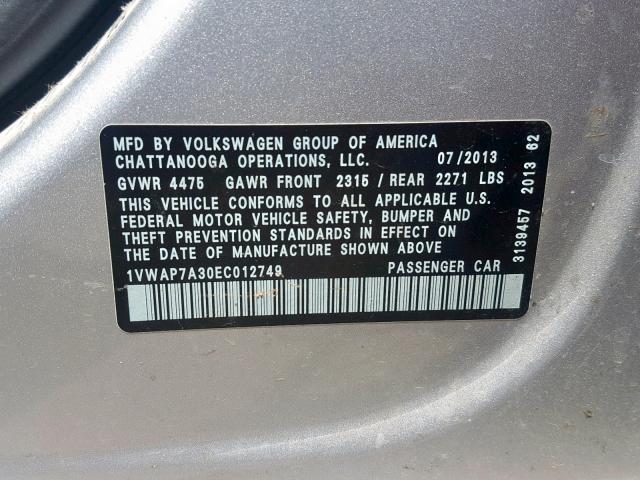 MFD BY VOLKSWAGEN GROUP OF AMERICA
CHATTANOOGA OPERATIONS, LLC. 07/2013
GVWR 4475 GAWR FRONT 2315 / REAR 2271 LBS
THIS VEHICLE CONFORMS TO ALL APPLICABLE U.S.
FEDERAL MOTOR VEHICLE SAFETY, BUMPER AND
THEFT PREVENTION STANDARDS IN EFFECT ON
THE DATE OF MANUFACTURE SHOWN ABOVE
1VWAP7A30EC012749 PASSENGER CAR
3139457 2013 62